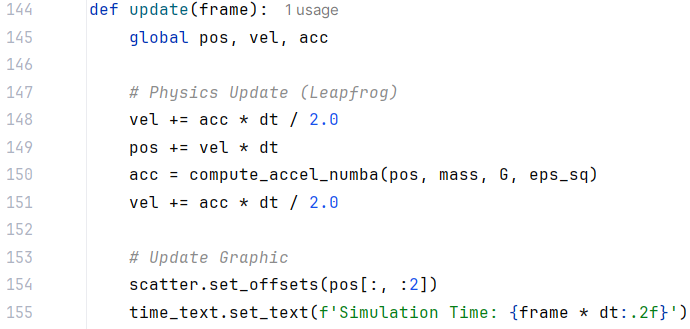 144 def update(frame): 1 usage
145 global pos, vel, acc
146
147 # Physics Update (Leapfrog)
148 vel += acc * dt / 2.0
149 pos += vel * dt
150 acc = compute_accel_numba(pos, mass, G, eps_sq)
151 vel += acc * dt / 2.0
152
153 # Update Graphic
154 scatter.set_offsets(pos[:, :2])
155 time_text.set_text(f'Simulation Time: {frame * dt:.2f}')